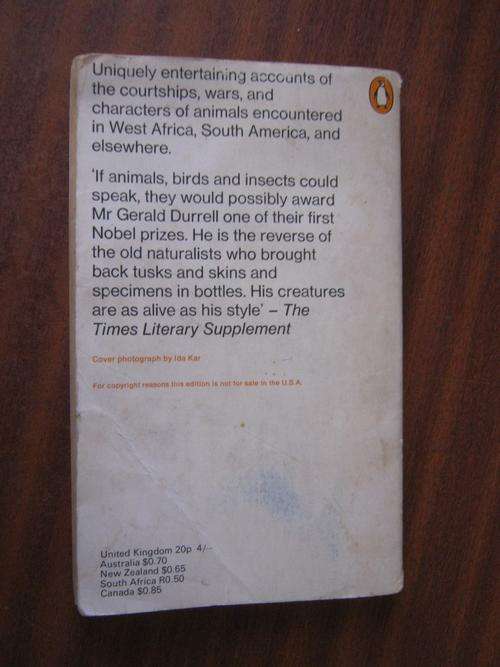 Uniquely entertaining accounts of
the courtships, wars, and
characters of animals encountered
in West Africa, South America, and
elsewhere.
'If animals, birds and insects could
speak, they would possibly award
Mr Gerald Durrell one of their first
Nobel prizes. He is the reverse of
the old naturalists who brought
back tusks and skins and
specimens in bottles. His creatures
are as alive as his style' – The
Times Literary Supplement
Cover photograph by Ida Kar
For copyright reasons this edition is not for sale in the U.S.A.
United Kingdom 20p 4/–
Australia $0.70
New Zealand $0.65
South Africa R0.50
Canada $0.85